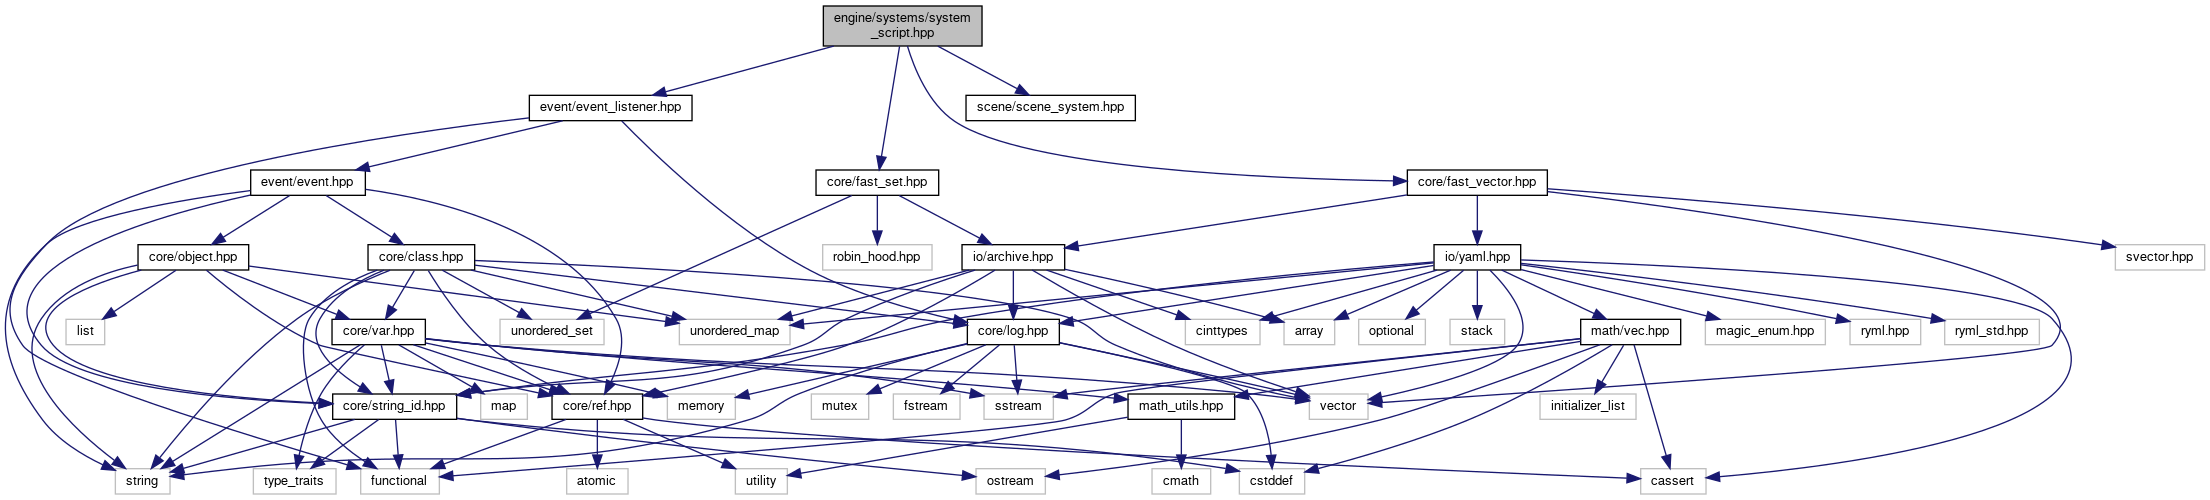 engine/systems/system
_script.hpp
event/event_listener.hpp
scene/scene_system.hpp
event/event.hpp
core/fast_set.hpp
core/fast_vector.hpp
core/object.hpp
core/class.hpp
robin_hood.hpp
io/archive.hpp
io/yaml.hpp
svector.hpp
list
core/var.hpp
unordered_set
unordered_map
core/log.hpp
cinttypes
array
optional
stack
math/vec.hpp
magic_enum.hpp
ryml.hpp
ryml_std.hpp
core/string_id.hpp
map
core/ref.hpp
memory
mutex
fstream
sstream
math_utils.hpp
vector
initializer_list
string
type_traits
functional
atomic
utility
ostream
cmath
cstddef
cassert